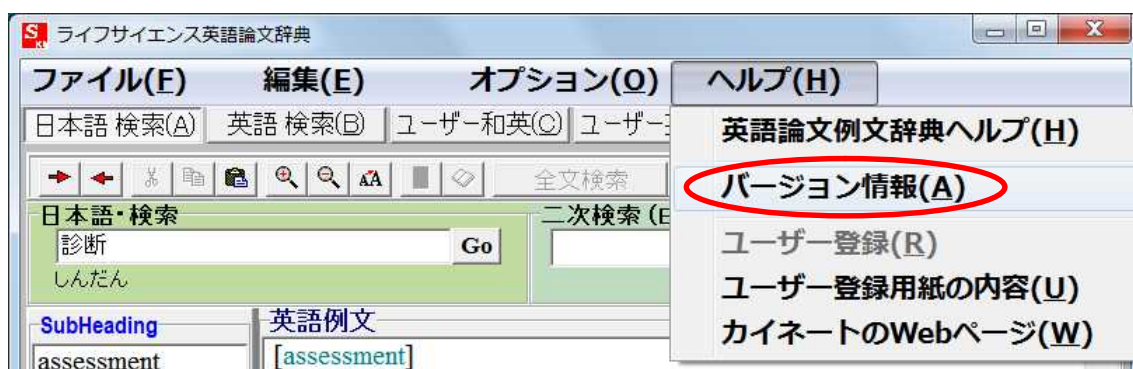 ライフサイエンス英語論文辞典
ファイル(F) 編集(E) オプション(O) ヘルプ(H)
日本語 検索(A) 英語 検索(B) ユーザー和英(C) ユーザー
英語論文例文辞典ヘルプ(H)
バージョン情報(A)
ユーザー登録(R)
ユーザー登録用紙の内容(U)
カイネートのWebページ(W)
全文検索
日本語・検索 二次検索 (E
診断 Go
しんだん
SubHeading 英語例文
assessment [assessment]